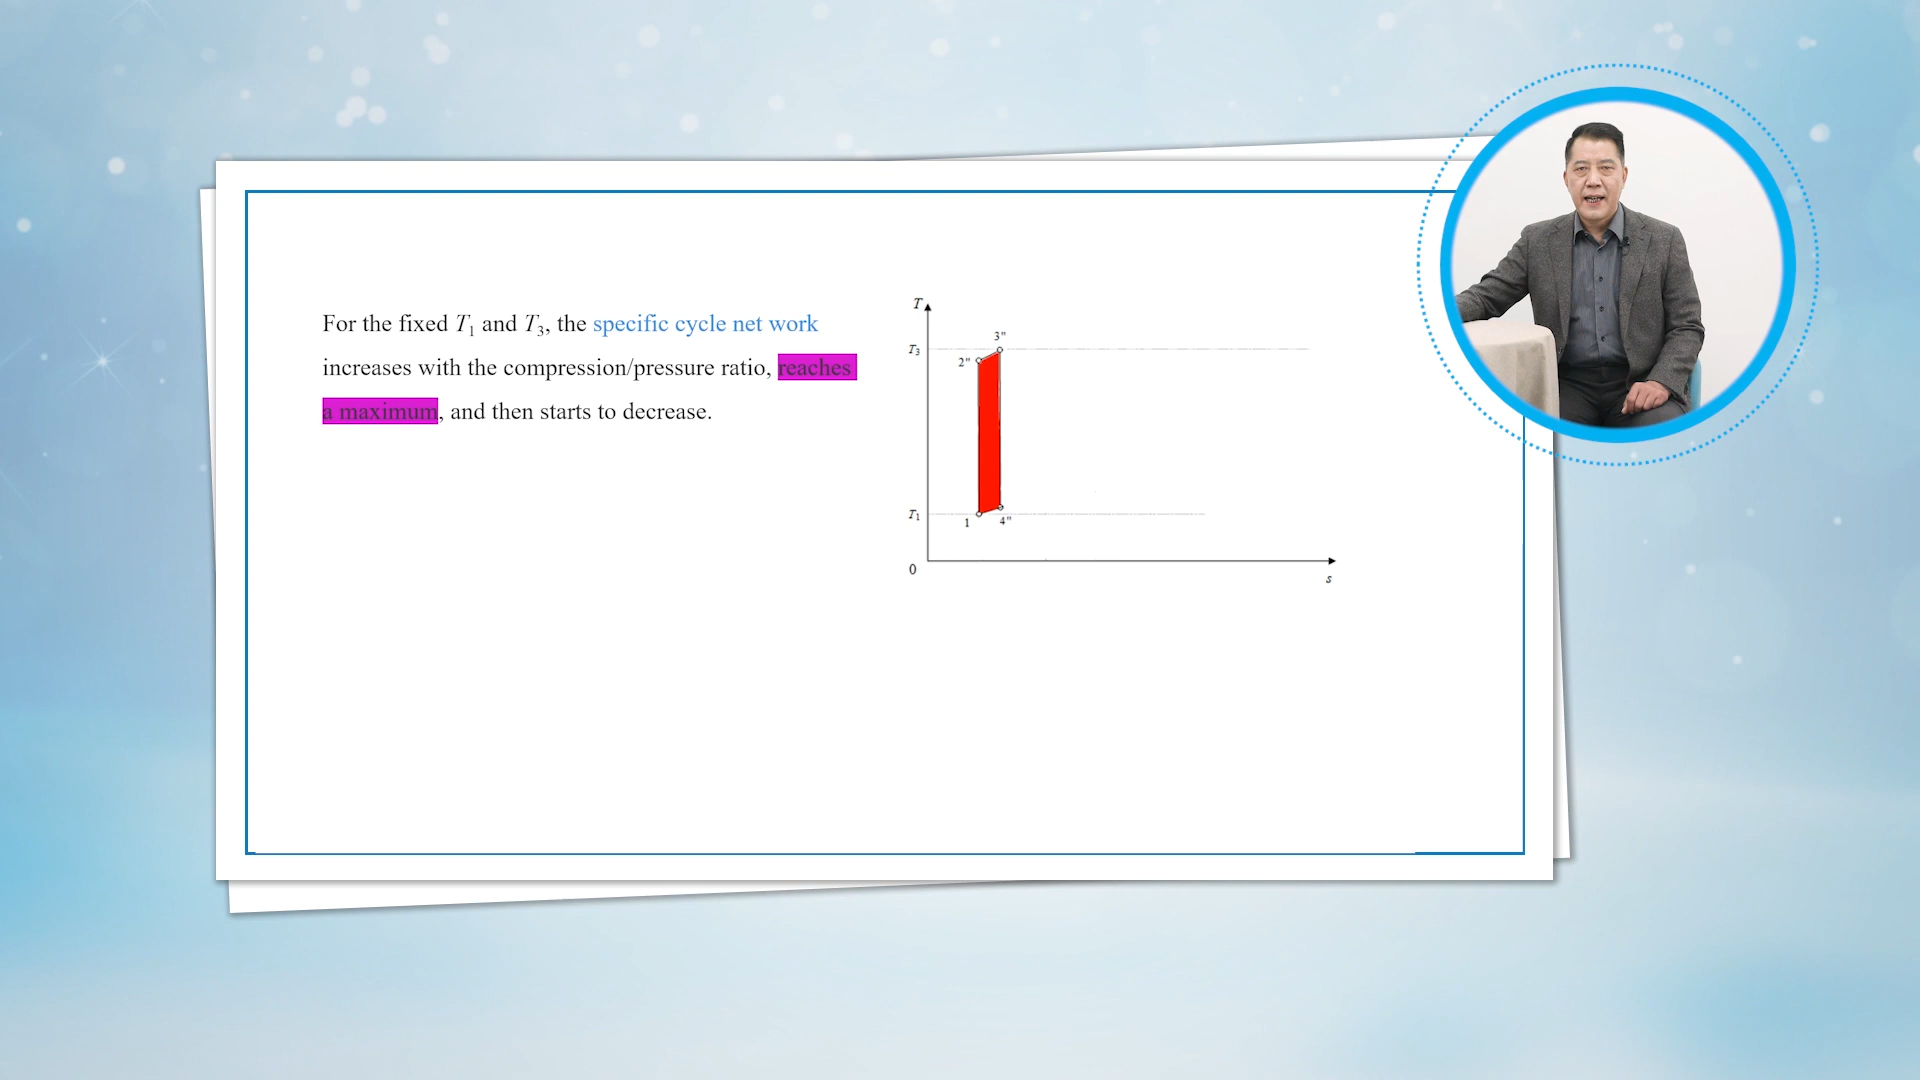 For the fixed T₁ and T₃, the specific cycle net work
increases with the compression/pressure ratio, reaches
a maximum, and then starts to decrease.
T
3"
T₃
2"
T₁
1
4"
0
s